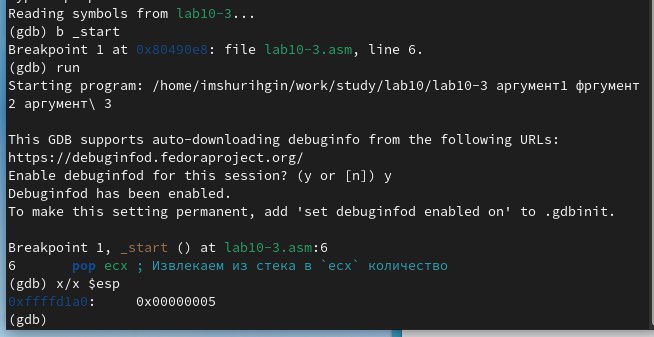 Reading symbols from lab10-3...
(gdb) b _start
Breakpoint 1 at 0x80490e8: file lab10-3.asm, line 6.
(gdb) run
Starting program: /home/imshurihgin/work/study/lab10/lab10-3 аргумент1 фргумент
2 аргумент\ 3
This GDB supports auto-downloading debuginfo from the following URLs:
https://debuginfod.fedoraproject.org/
Enable debuginfod for this session? (y or [n]) y
Debuginfod has been enabled.
To make this setting permanent, add 'set debuginfod enabled on' to .gdbinit.
Breakpoint 1, _start () at lab10-3.asm:6
6 pop ecx ; Извлекаем из стека в `ecx` количество
(gdb) x/x $esp
0xffffd1a0: 0x00000005
(gdb)